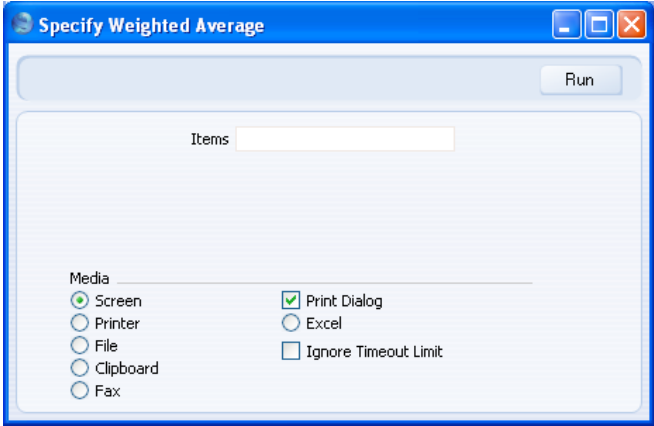 Specify Weighted Average
Run
Items
Media
Screen
Print Dialog
Printer
Excel
File
Ignore Timeout Limit
Clipboard
Fax